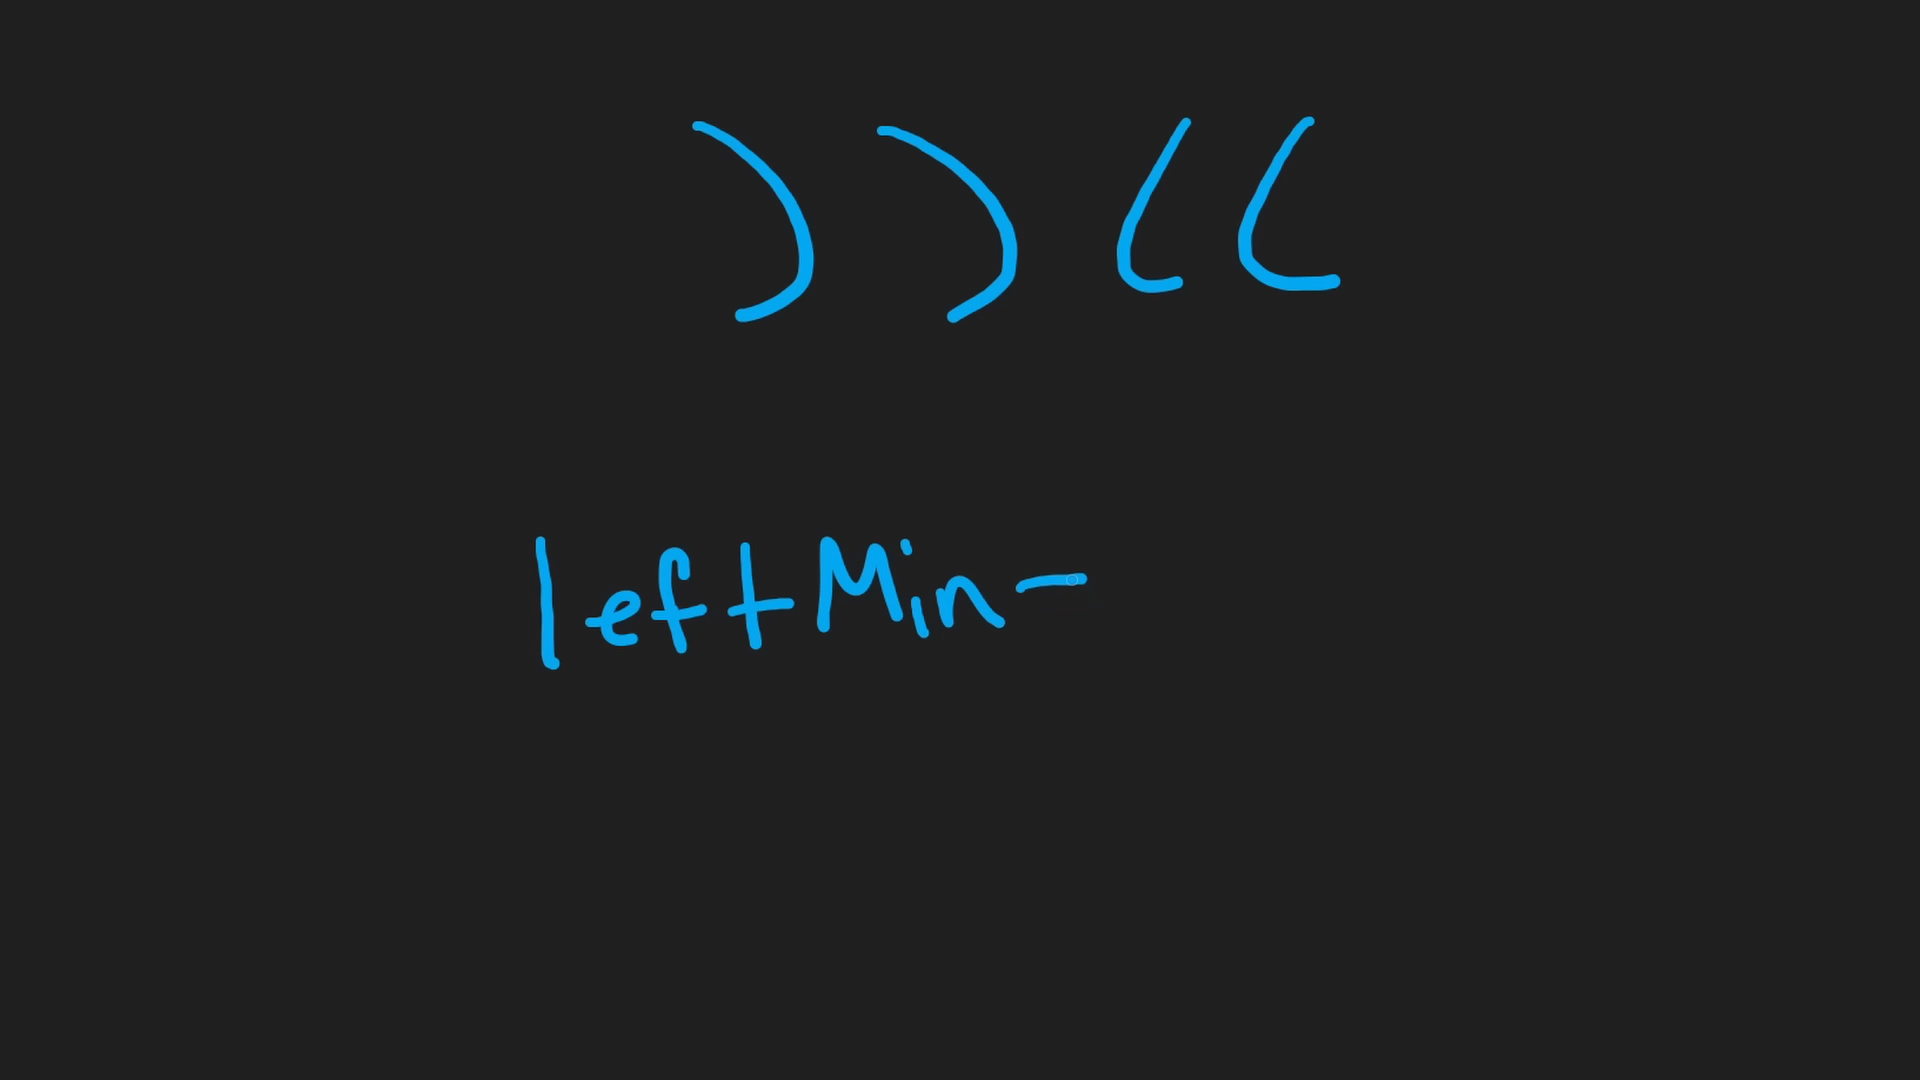 ) ) ( (
leftMin-